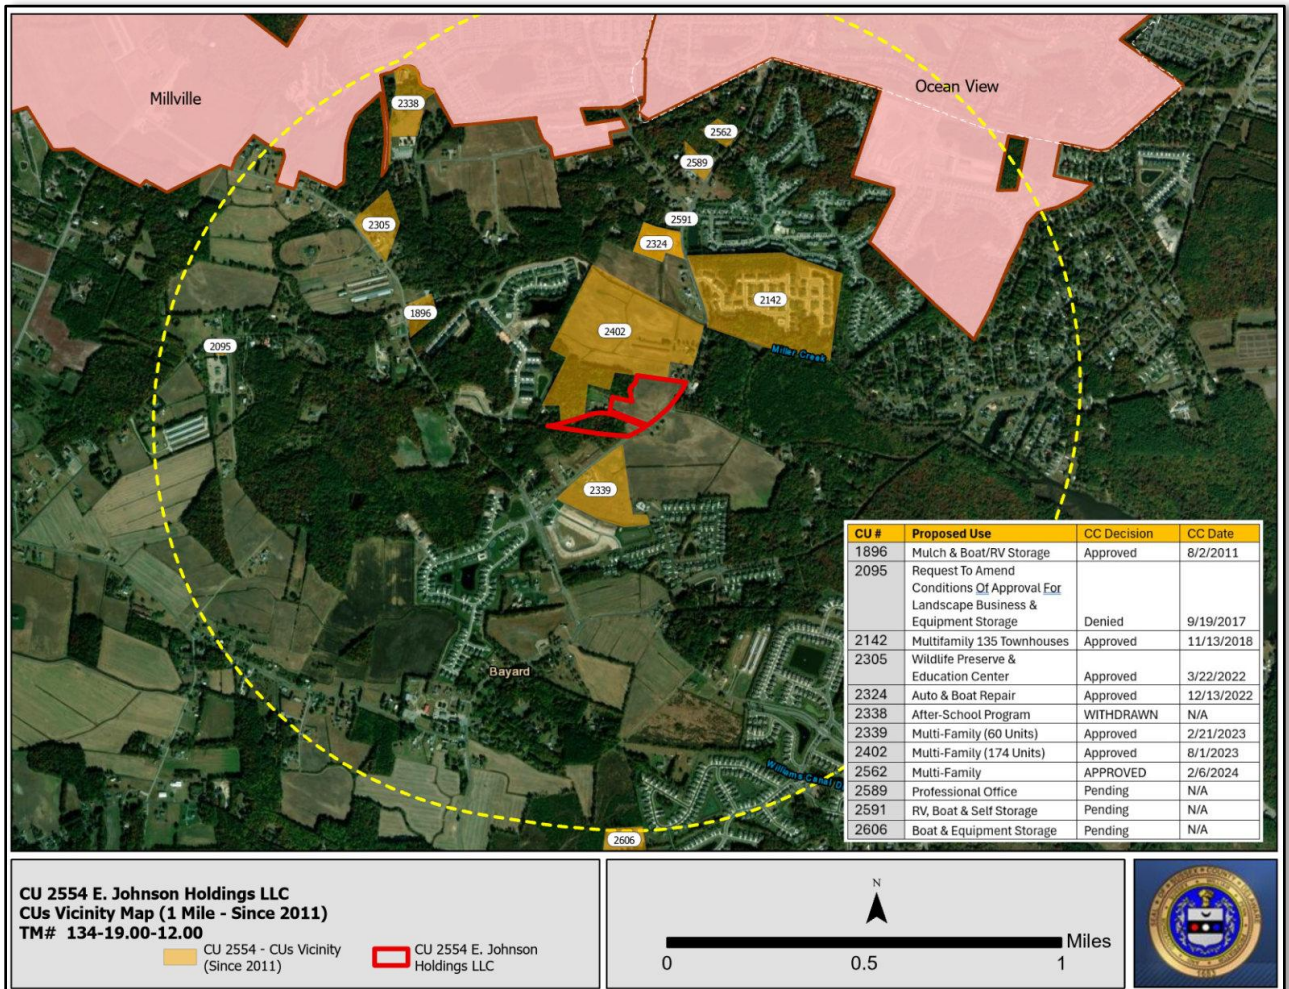 Millville
Ocean View
2338
2562
2589
2305
2591
2324
1896
2142
2402
2095
Miller Creek
2339
Bayard
2606
CU # Proposed Use CC Decision CC Date
1896 Mulch & Boat/RV Storage Approved 8/2/2011
2095 Request To Amend
Conditions Of Approval For
Landscape Business &
Equipment Storage Denied 9/19/2017
2142 Multifamily 135 Townhouses Approved 11/13/2018
2305 Wildlife Preserve &
Education Center Approved 3/22/2022
2324 Auto & Boat Repair Approved 12/13/2022
2338 After-School Program WITHDRAWN N/A
2339 Multi-Family (60 Units) Approved 2/21/2023
2402 Multi-Family (174 Units) Approved 8/1/2023
2562 Multi-Family APPROVED 2/6/2024
2589 Professional Office Pending N/A
2591 RV, Boat & Self Storage Pending N/A
2606 Boat & Equipment Storage Pending N/A
CU 2554 E. Johnson Holdings LLC
CUs Vicinity Map (1 Mile - Since 2011)
TM# 134-19.00-12.00
CU 2554 - CUs Vicinity
(Since 2011)
CU 2554 E. Johnson
Holdings LLC
N
Miles
0 0.5 1